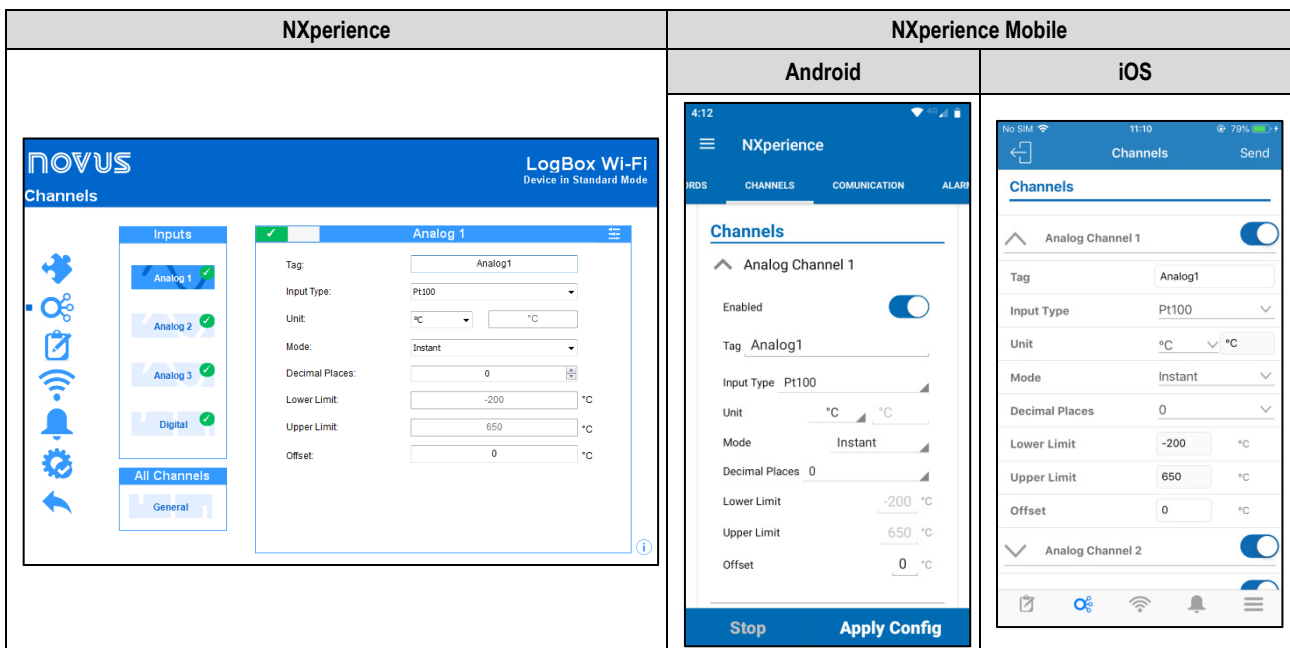 NXperience
NXperience Mobile
Android
iOS
NOVUS
LogBox Wi-Fi
Device in Standard Mode
Channels
Inputs
Analog 1
Analog 2
Analog 3
Digital
All Channels
General
Analog 1
Tag: Analog1
Input Type: Pt100
Unit: ºC °C
Mode: Instant
Decimal Places: 0
Lower Limit: -200 °C
Upper Limit: 650 °C
Offset: 0 °C
4:12 4G
NXperience
RDS CHANNELS COMUNICATION ALAR
Channels
Analog Channel 1
Enabled
Tag Analog1
Input Type Pt100
Unit °C °C
Mode Instant
Decimal Places 0
Lower Limit -200 °C
Upper Limit 650 °C
Offset 0 °C
Stop Apply Config
No SIM 11:10 79%
Channels Send
Channels
Analog Channel 1
Tag Analog1
Input Type Pt100
Unit °C °C
Mode Instant
Decimal Places 0
Lower Limit -200 °C
Upper Limit 650 °C
Offset 0 °C
Analog Channel 2